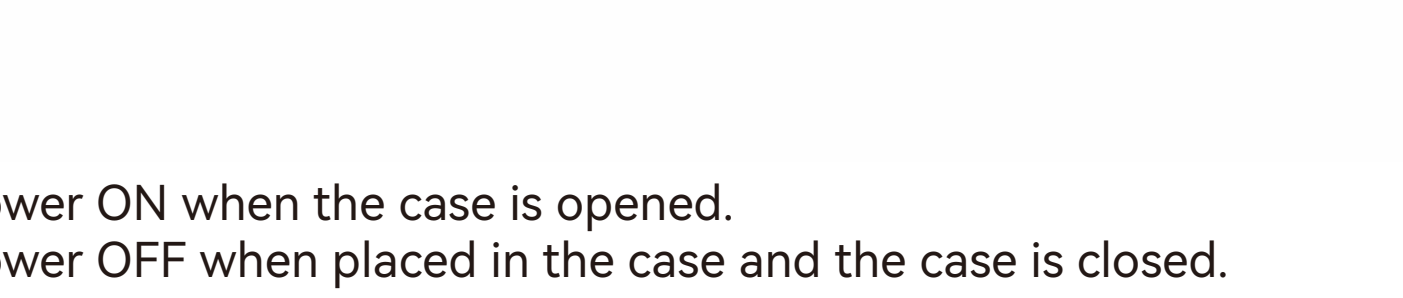 ower ON when the case is opened.
ower OFF when placed in the case and the case is closed.